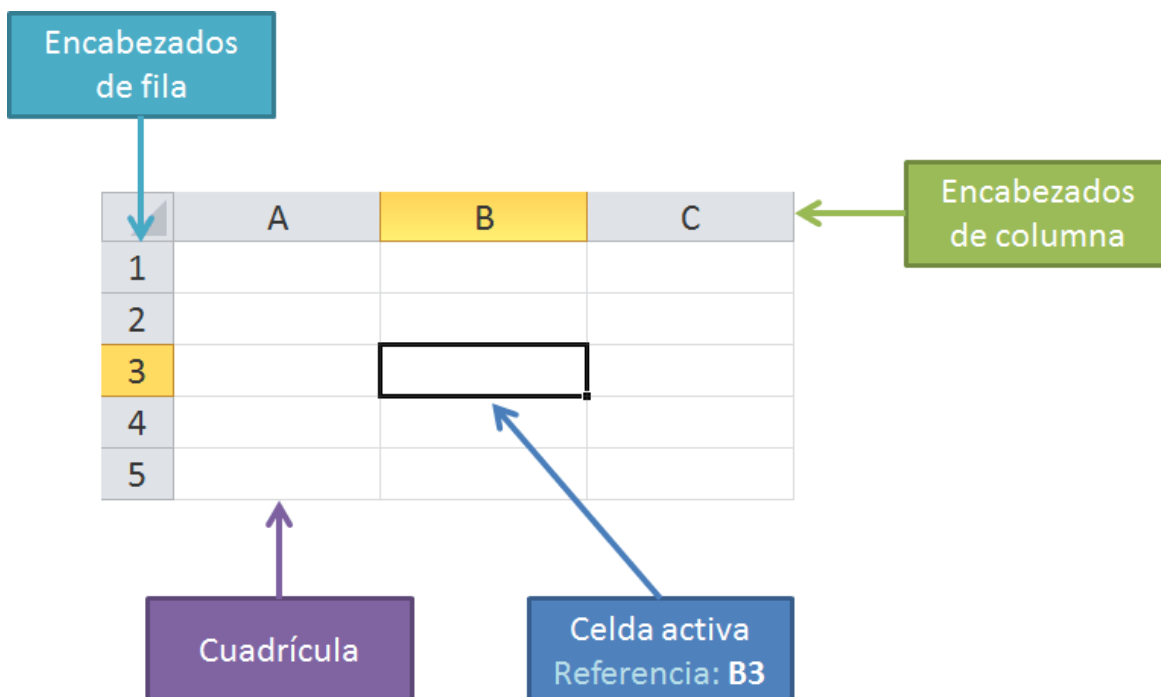 Encabezados
de fila
Encabezados
de columna
A B C
1
2
3
4
5
Cuadrícula
Celda activa
Referencia: B3